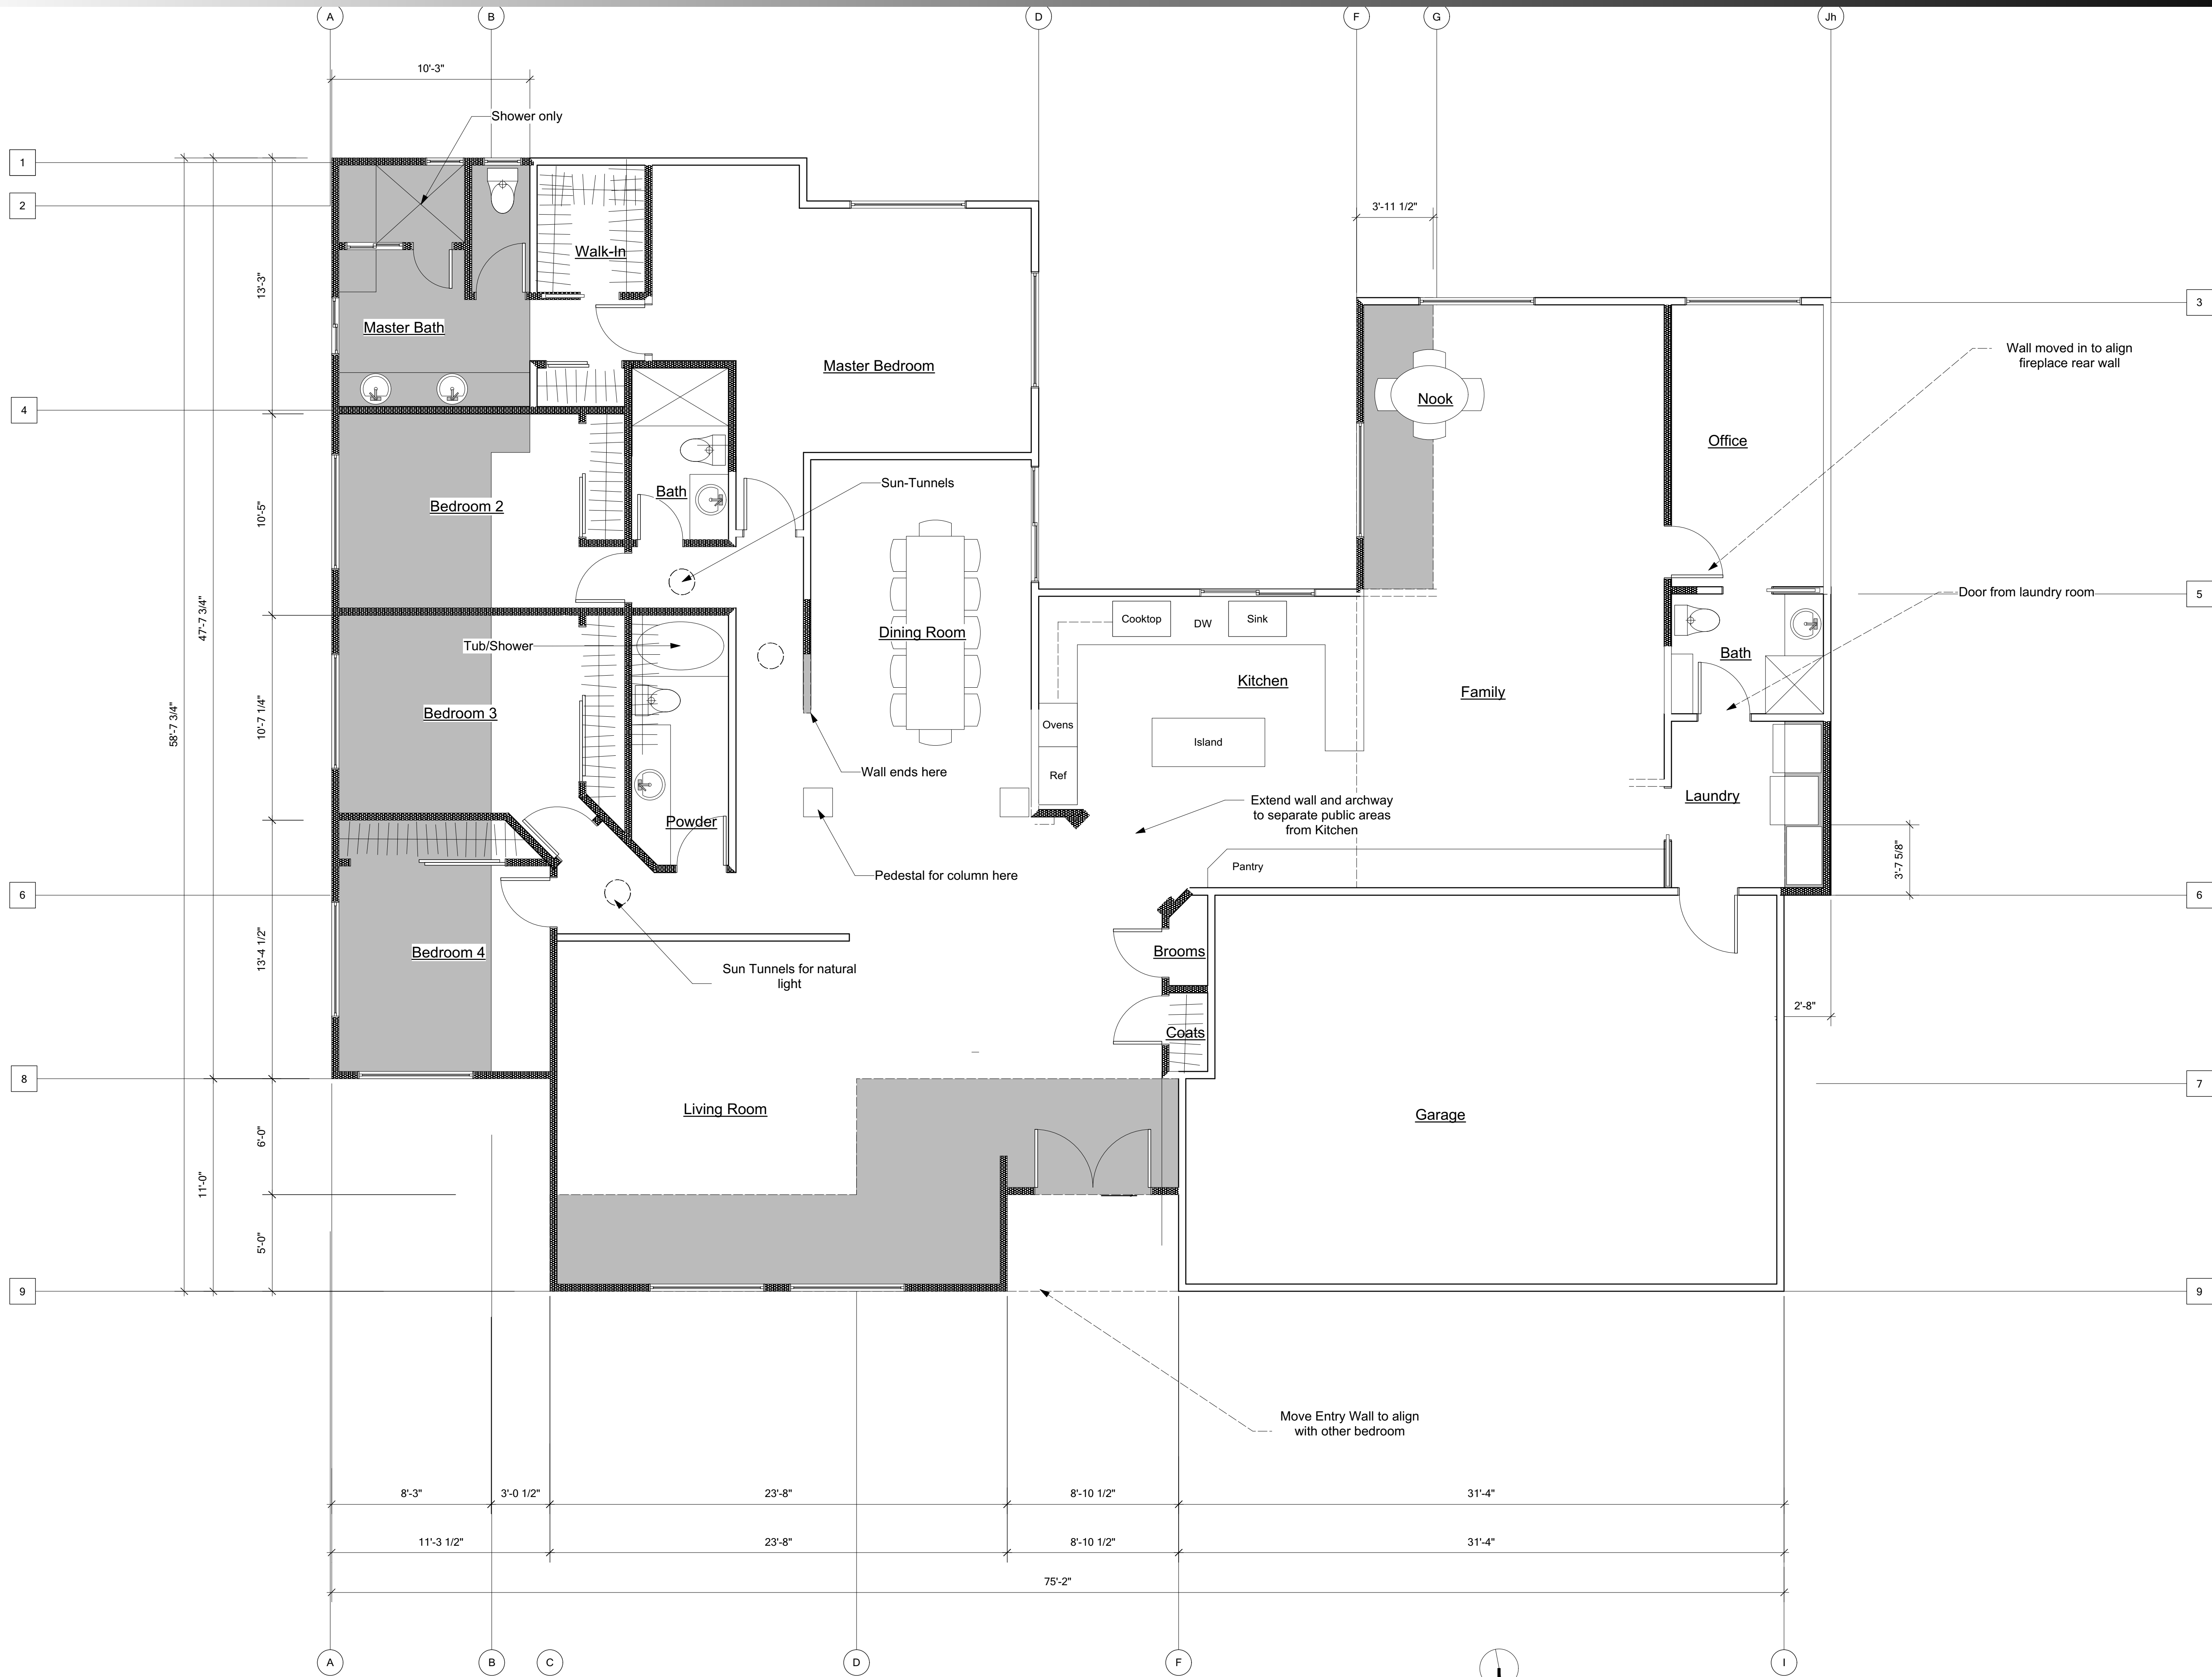 A
B
D
F
G
Jh
10'-3"
Shower only
1
2
3'-11 1/2"
Walk-In
13'-3"
3
Master Bath
Wall moved in to align
fireplace rear wall
Master Bedroom
Nook
4
Office
Sun-Tunnels
Bath
Bedroom 2
10'-5"
5
Door from laundry room
Cooktop
DW
Sink
47'-7 3/4"
Dining Room
Tub/Shower
Bath
Kitchen
Family
Bedroom 3
10'-7 1/4"
58'-7 3/4"
Ovens
Island
Wall ends here
Ref
Laundry
Extend wall and archway
to separate public areas
from Kitchen
Powder
Pantry
3'-7 5/8"
Pedestal for column here
6
6
Bedroom 4
13'-4 1/2"
Brooms
Sun Tunnels for natural
light
2'-8"
Coats
8
7
Living Room
Garage
6'-0"
11'-0"
5'-0"
9
9
Move Entry Wall to align
with other bedroom
8'-3"
3'-0 1/2"
23'-8"
8'-10 1/2"
31'-4"
11'-3 1/2"
23'-8"
8'-10 1/2"
31'-4"
75'-2"
A
B
C
D
F
I